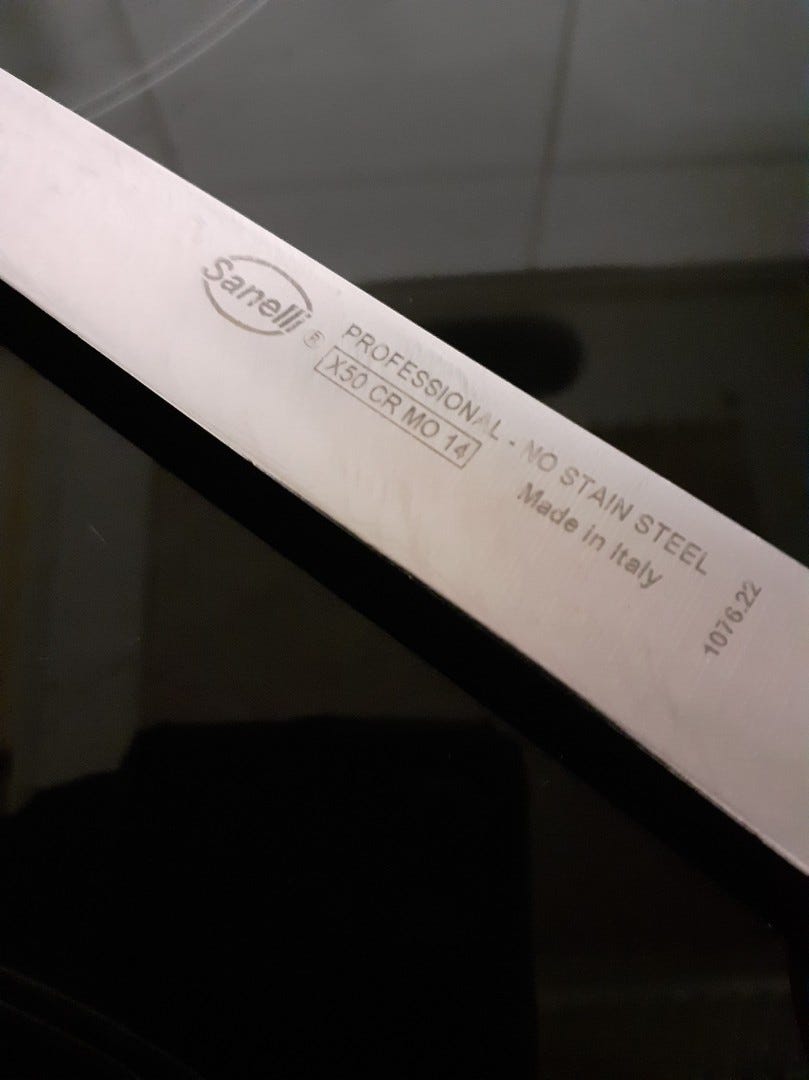 Sanelli ®
PROFESSIONAL - NO STAIN STEEL
X50 CR MO 14
Made in Italy
1076.22